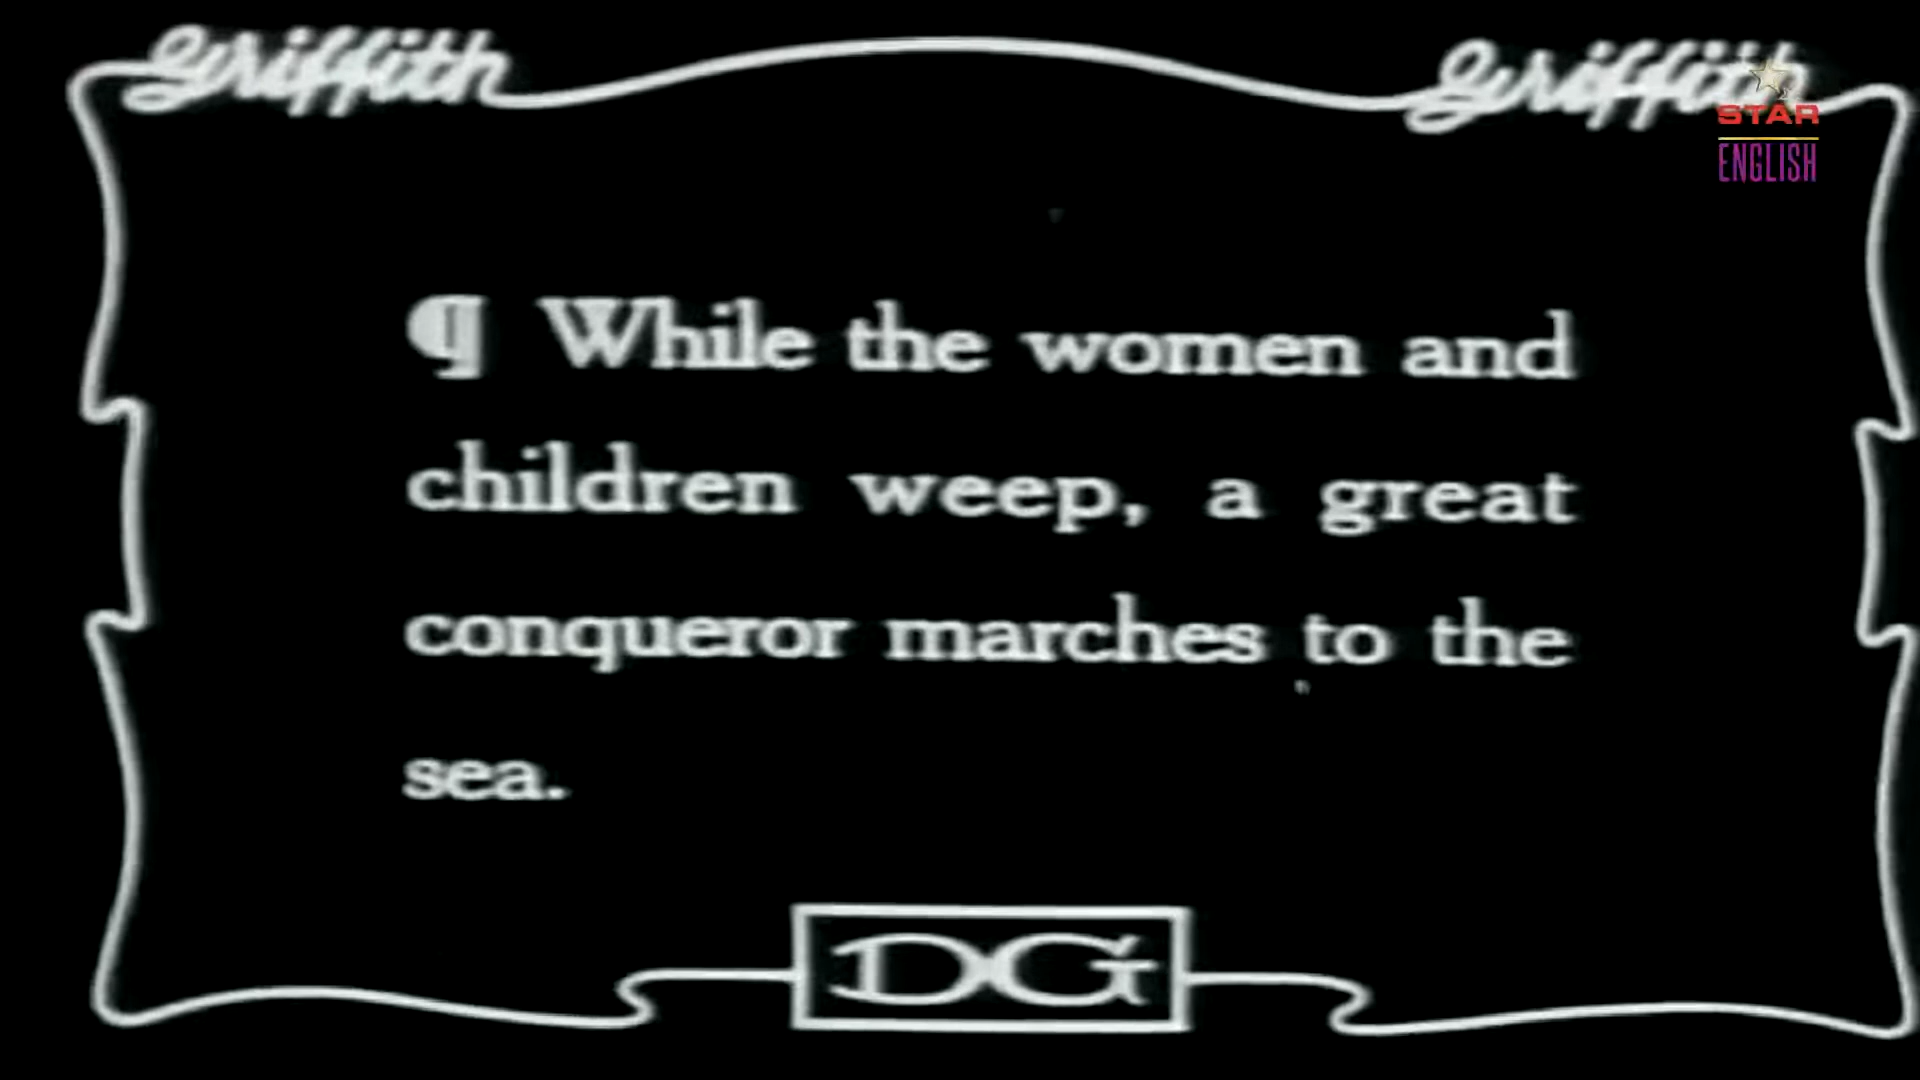 Griffith Griffith
STAR
ENGLISH
¶ While the women and
children weep, a great
conqueror marches to the
sea.
DG